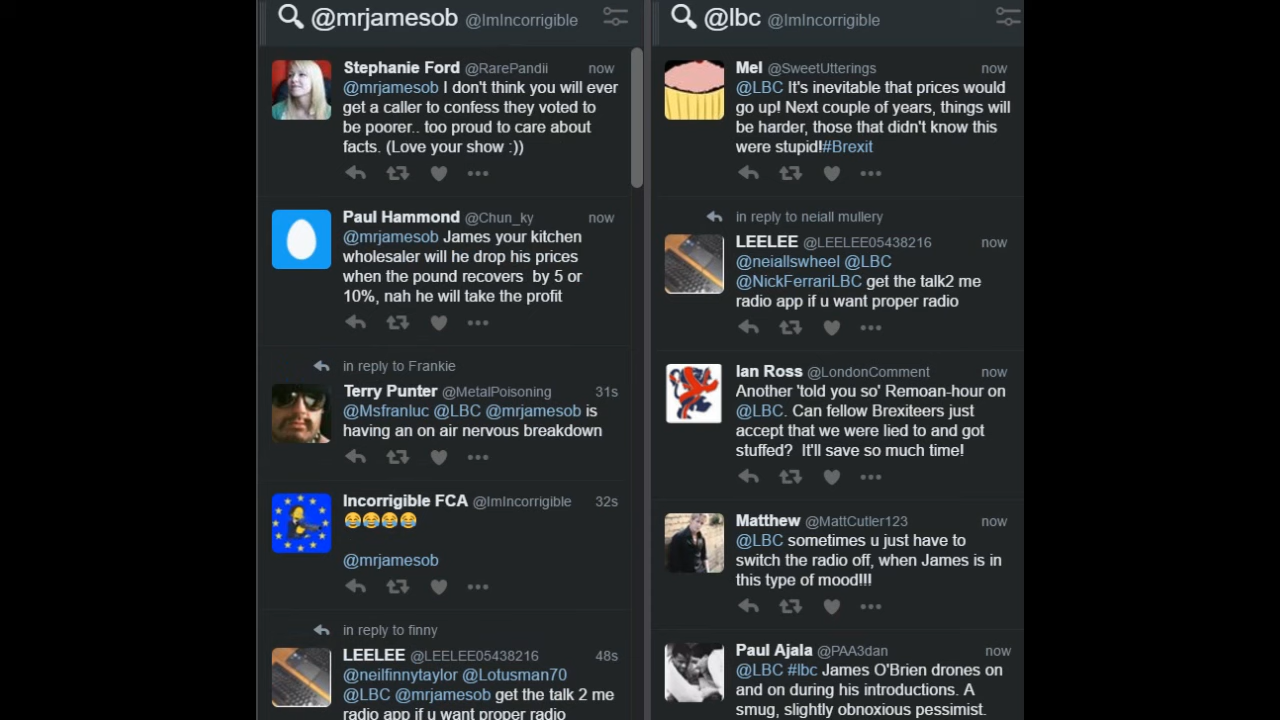 @mrjamesob @ImIncorrigible
Stephanie Ford @RarePandii now
@mrjamesob I don't think you will ever
get a caller to confess they voted to
be poorer.. too proud to care about
facts. (Love your show :))
Paul Hammond @Chun_ky now
@mrjamesob James your kitchen
wholesaler will he drop his prices
when the pound recovers  by 5 or
10%, nah he will take the profit
in reply to Frankie
Terry Punter @MetalPoisoning 31s
@Msfranluc @LBC @mrjamesob is
having an on air nervous breakdown
Incorrigible FCA @ImIncorrigible 32s
😂😂😂😂
@mrjamesob
in reply to finny
LEELEE @LEELEE05438216 48s
@neilfinnytaylor @Lotusman70
@LBC @mrjamesob get the talk 2 me
radio app if u want proper radio
@lbc @ImIncorrigible
Mel @SweetUtterings now
@LBC It's inevitable that prices would
go up! Next couple of years, things will
be harder, those that didn't know this
were stupid!#Brexit
in reply to neiall mullery
LEELEE @LEELEE05438216 now
@neiallswheel @LBC
@NickFerrariLBC get the talk2 me
radio app if u want proper radio
Ian Ross @LondonComment now
Another 'told you so' Remoan-hour on
@LBC. Can fellow Brexiteers just
accept that we were lied to and got
stuffed?  It'll save so much time!
Matthew @MattCutler123 now
@LBC sometimes u just have to
switch the radio off, when James is in
this type of mood!!!
Paul Ajala @PAA3dan now
@LBC #lbc James O'Brien drones on
and on during his introductions. A
smug, slightly obnoxious pessimist.